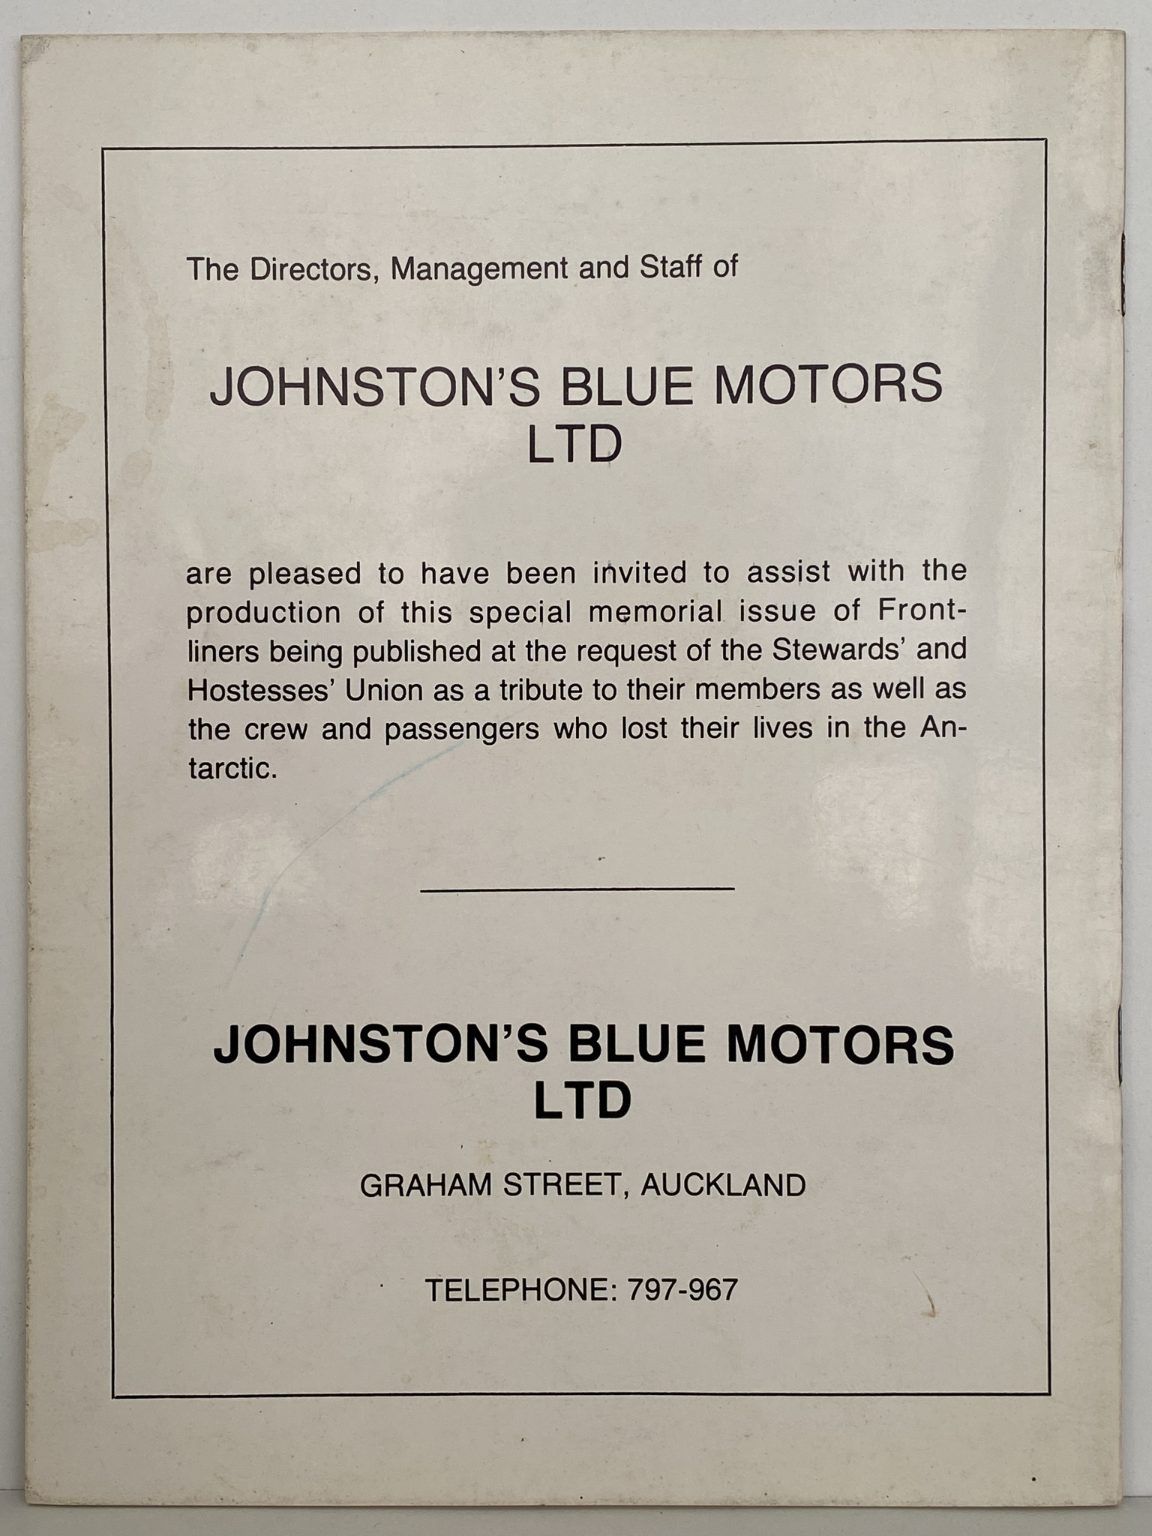 The Directors, Management and Staff of
JOHNSTON'S BLUE MOTORS
LTD
are pleased to have been invited to assist with the
production of this special memorial issue of Front-
liners being published at the request of the Stewards' and
Hostesses' Union as a tribute to their members as well as
the crew and passengers who lost their lives in the An-
tarctic.
JOHNSTON'S BLUE MOTORS
LTD
GRAHAM STREET, AUCKLAND
TELEPHONE: 797-967